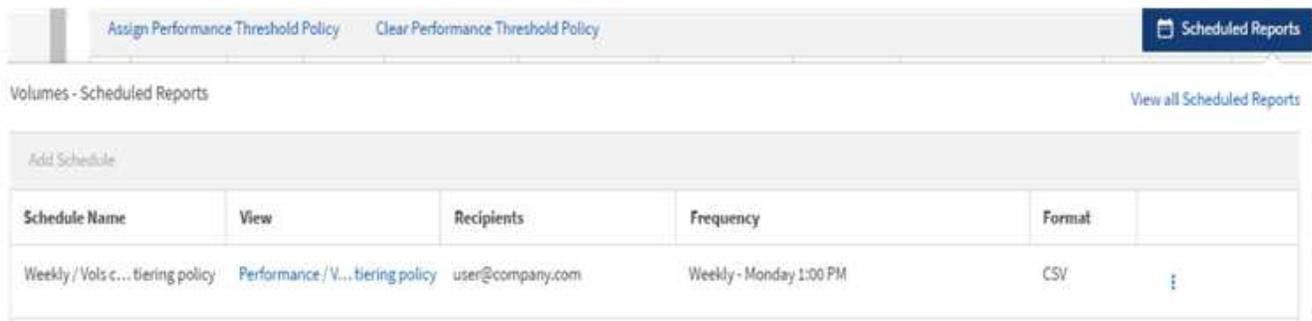 Assign Performance Threshold Policy Clear Performance Threshold Policy Scheduled Reports
Volumes - Scheduled Reports View all Scheduled Reports
Add Schedule
Schedule Name View Recipients Frequency Format
Weekly / Vols c... tiering policy Performance / V... tiering policy user@company.com Weekly - Monday 1:00 PM CSV